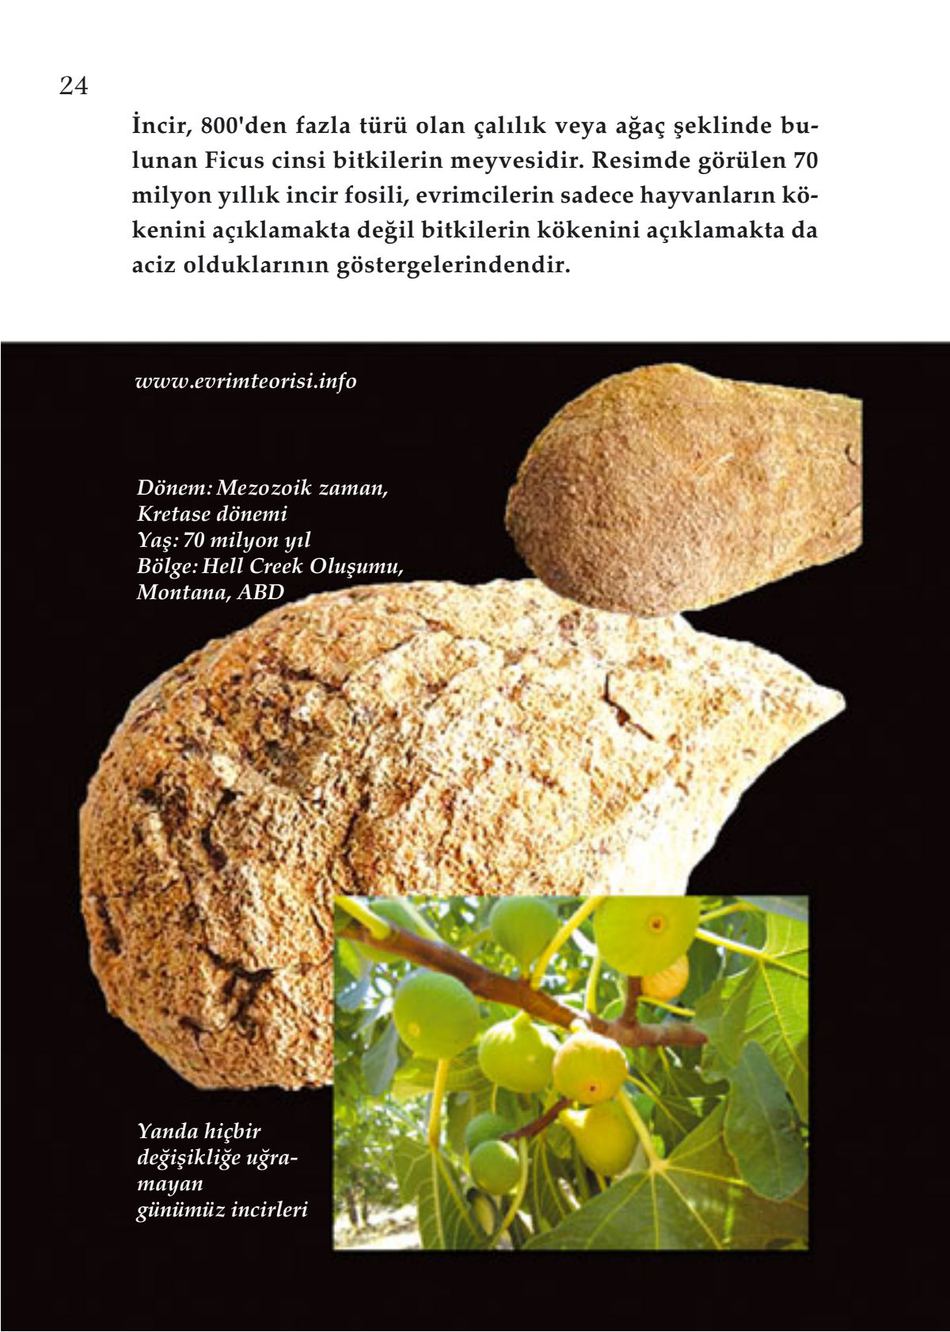 24
İncir, 800'den fazla türü olan çalılık veya ağaç şeklinde bu-
lunan Ficus cinsi bitkilerin meyvesidir. Resimde görülen 70
milyon yıllık incir fosili, evrimcilerin sadece hayvanların kö-
kenini açıklamakta değil bitkilerin kökenini açıklamakta da
aciz olduklarının göstergelerindendir.
www.evrimteorisi.info
Dönem: Mezozoik zaman,
Kretase dönemi
Yaş: 70 milyon yıl
Bölge: Hell Creek Oluşumu,
Montana, ABD
Yanda hiçbir
değişikliğe uğra-
mayan
günümüz incirleri